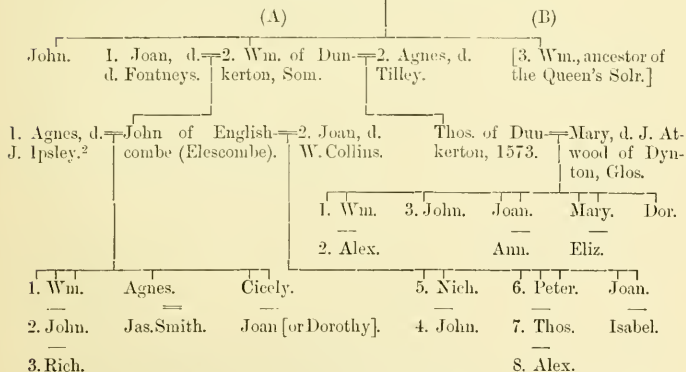 (A) (B)
John. 1. Joan, d. 2. Wm. of Dun- 2. Agnes, d. [3. Wm., ancestor of
d. Fontneys. kerton, Som. Tilley. the Queen's Solr.]
1. Agnes, d. John of English- 2. Joan, d. Thos. of Dun- Mary, d. J. At-
J. Ipsley.² combe (Elescombe). W. Collins. kerton, 1573. wood of Dyn-
ton, Glos.
1. Wm. 3. John. Joan. Mary. Dor.
2. Alex. Ann. Eliz.
1. Wm. Agnes. Cicely. 5. Nich. 6. Peter. Joan.
2. John. Jas. Smith. Joan [or Dorothy]. 4. John. 7. Thos. Isabel.
3. Rich. 8. Alex.